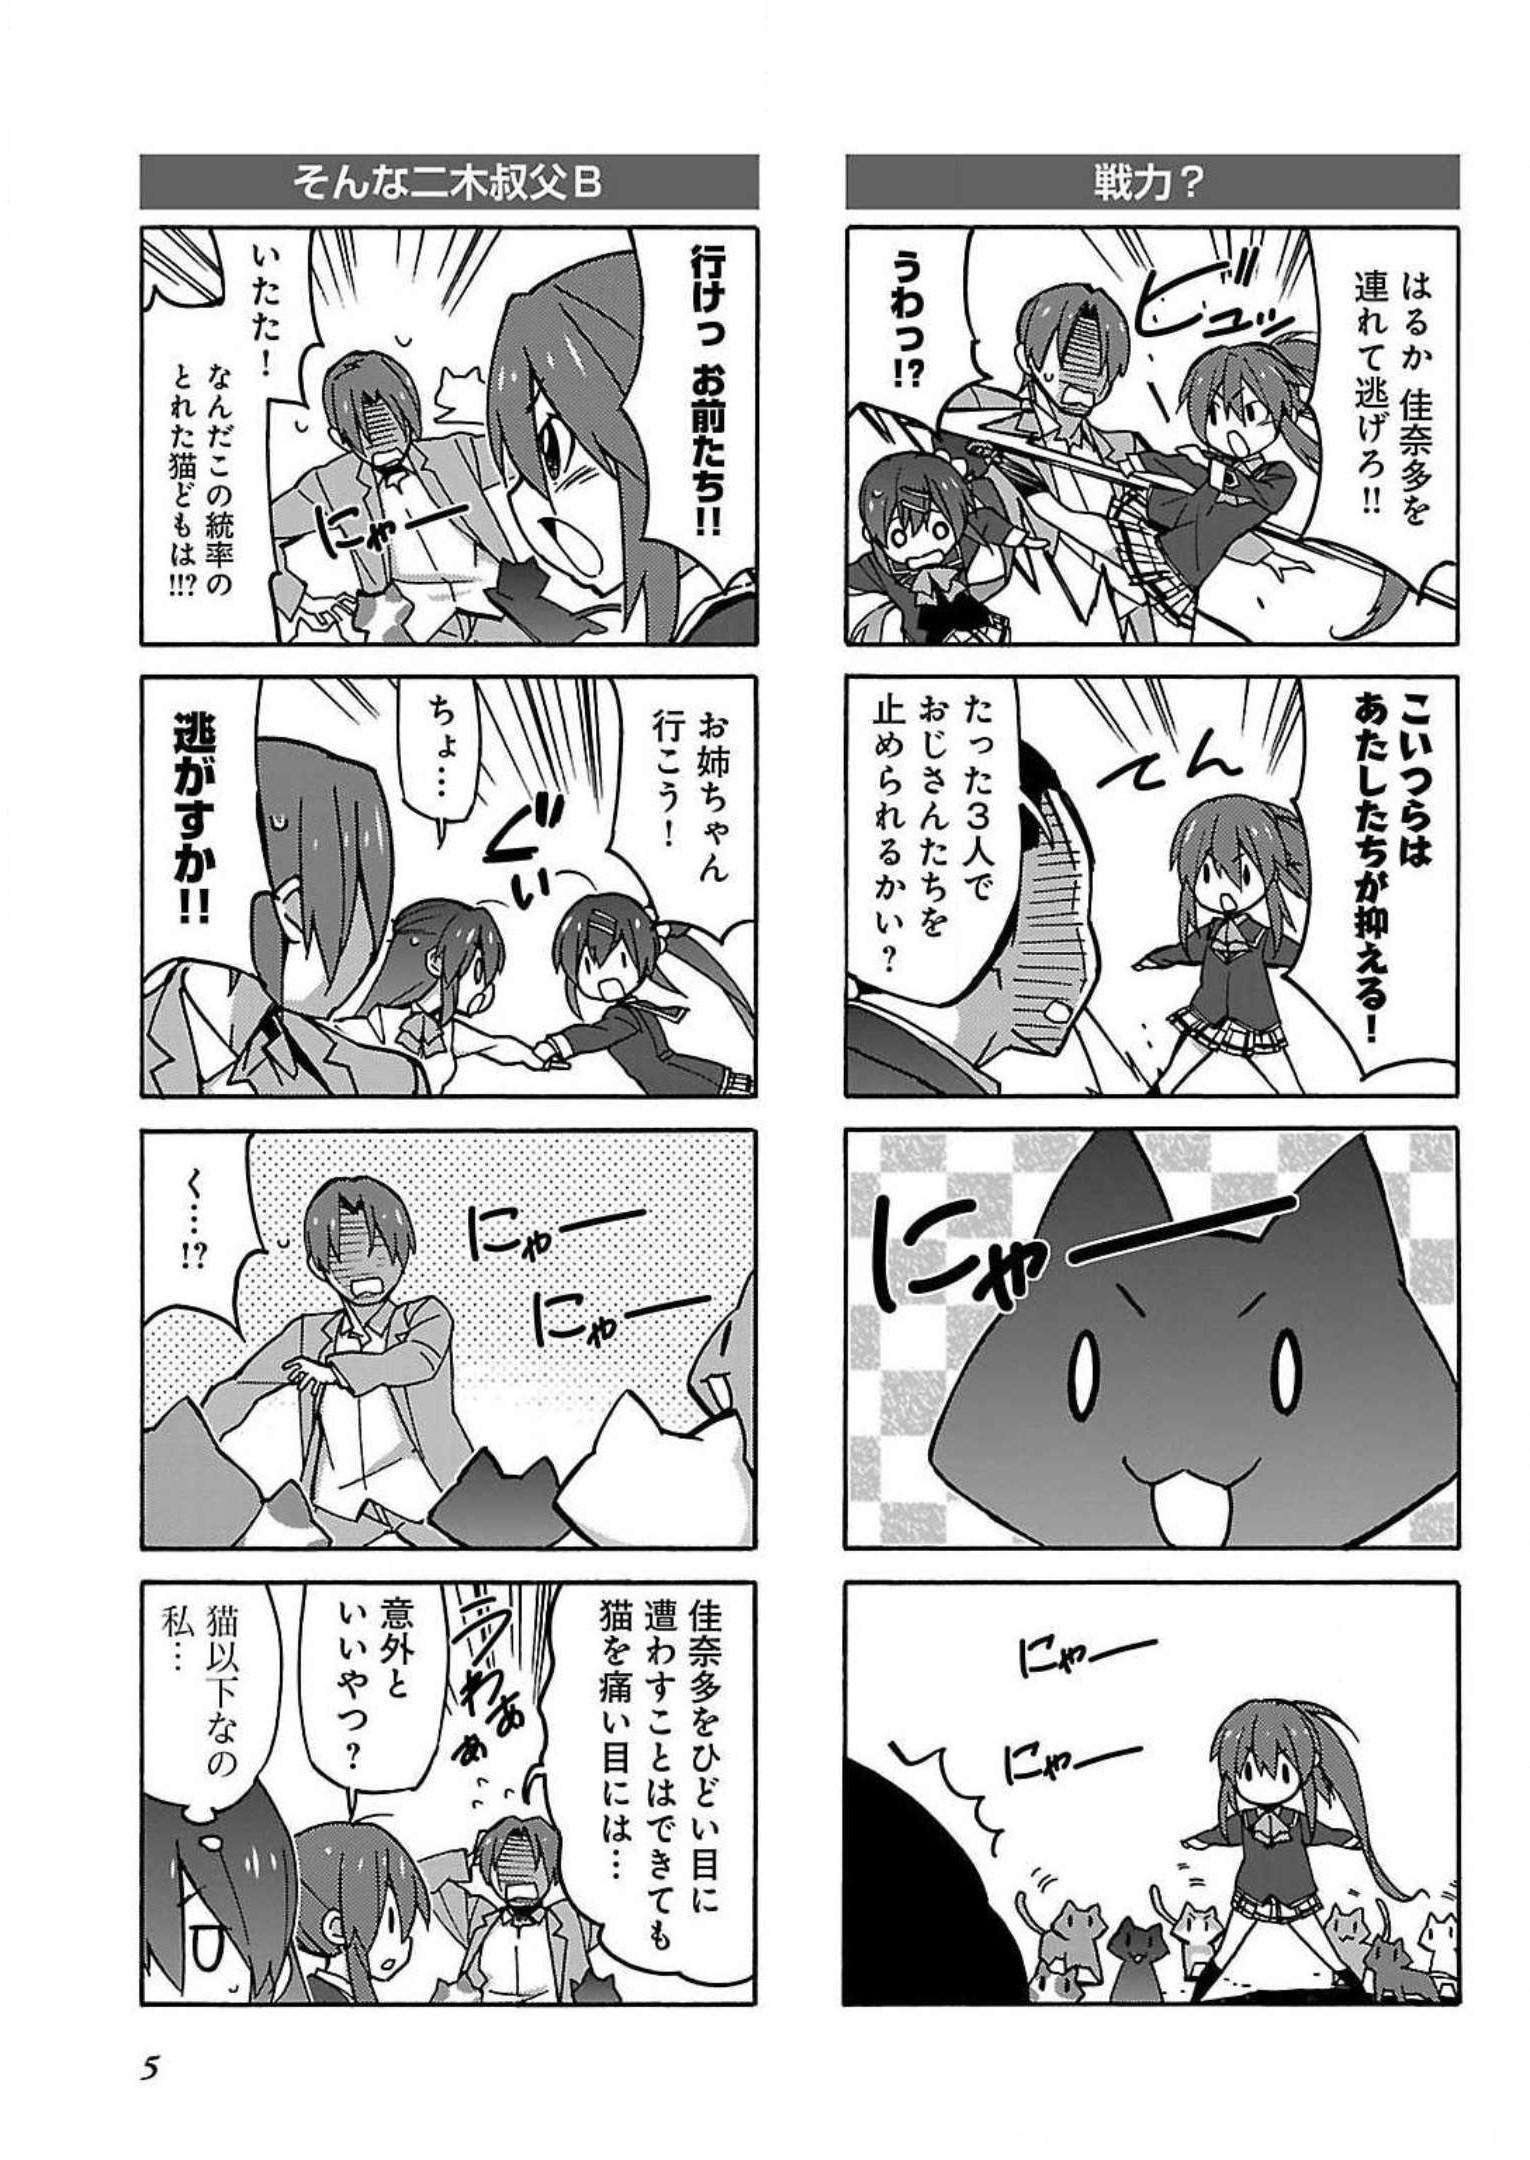 戦力？
はるか 佳奈多を
連れて逃げろ!!
ビュッ
うわっ!?
こいつらは
あたしたちが抑える！
てん
たった3人で
おじさんたちを
止められるかい？
にゃー
にゃー
にゃー
そんな二木叔父B
行けっ お前たち!!
いたた！
なんだこの統率の
とれた猫どもは!!?
にゃー
お姉ちゃん
行こう！
ちょ…
ぐい
逃がすか!!
にゃー
にゃー
く…!?
佳奈多をひどい目に
遭わすことはできても
猫を痛い目には…
うわああ
意外と
いいやつ？
猫以下なの
私…
5